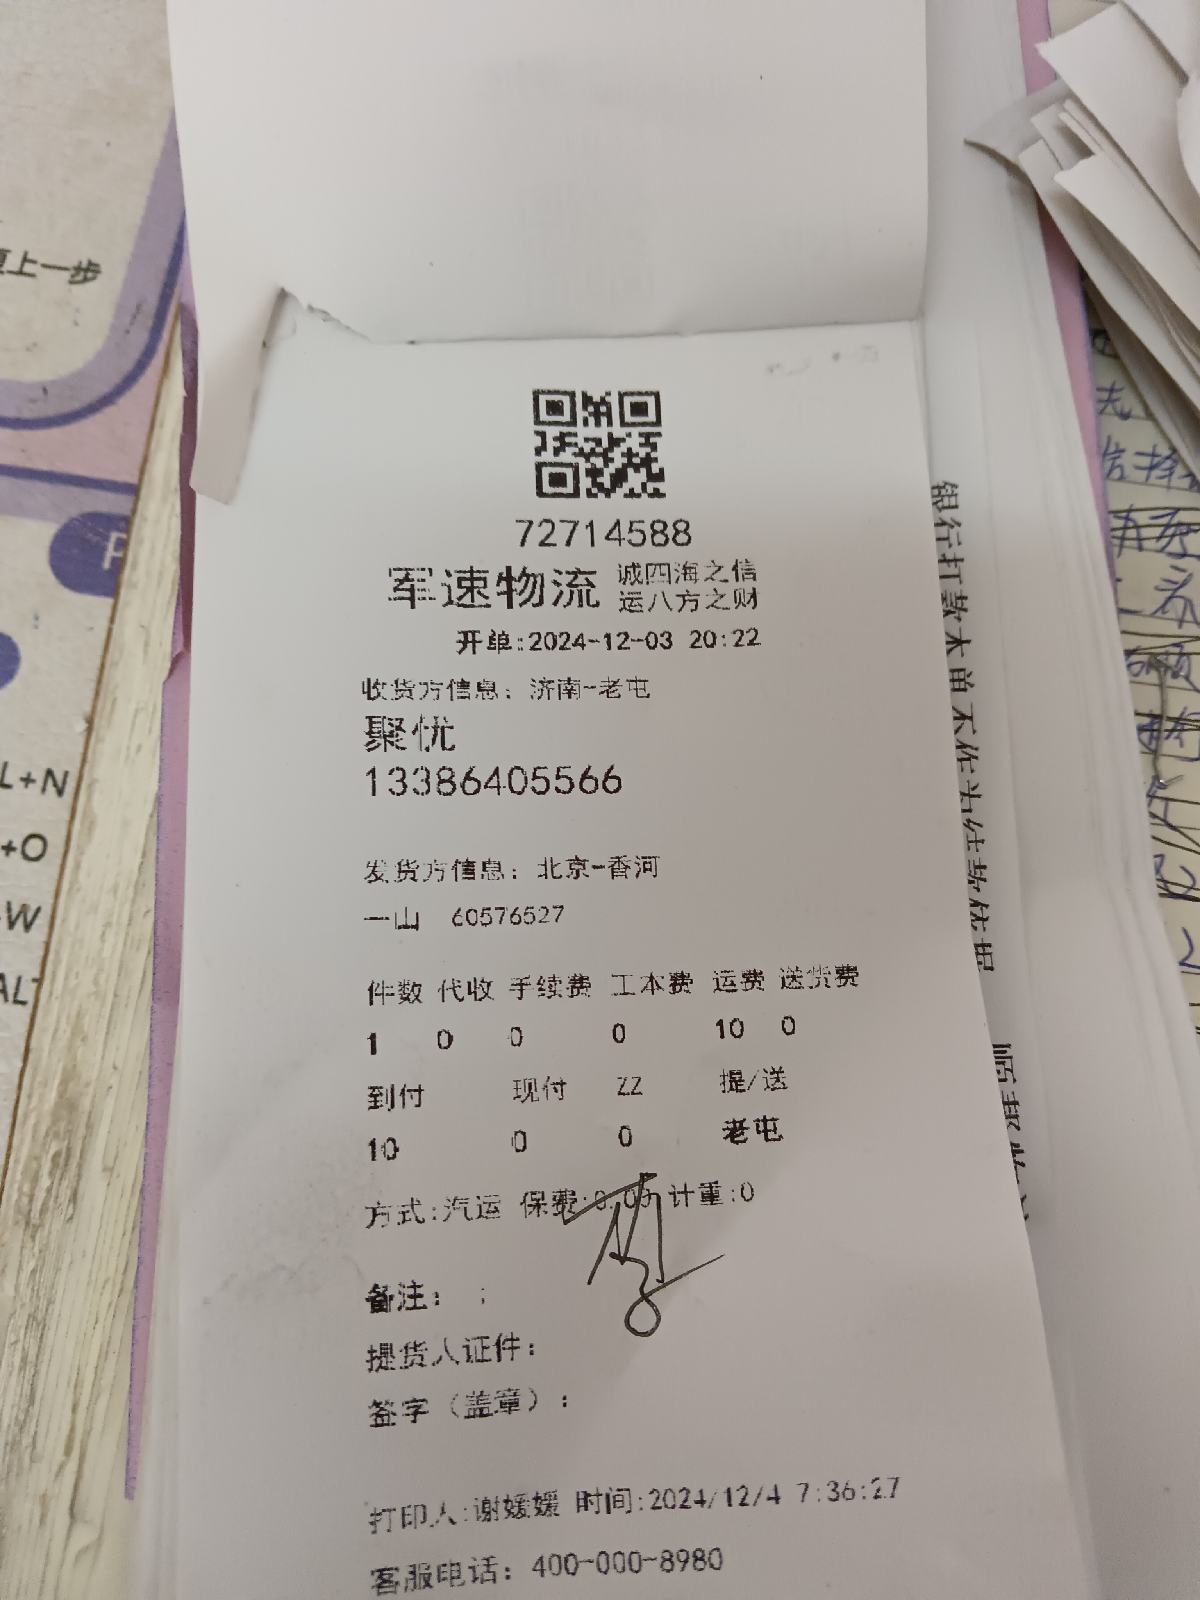 72714588
军速物流 诚四海之信
运八方之财
开单:2024-12-03 20:22
收货方信息：济南-老屯
聚优
13386405566
发货方信息：北京-香河
一山 60576527
件数 代收 手续费 工本费 运费 送货费
1 0 0 0 10 0
到付 现付 ZZ 提/送
10 0 0 老屯
方式:汽运 保费:0.00 计重:0
备注： ;
提货人证件：
签字（盖章）：
打印人:谢媛媛 时间:2024/12/4 7:36:27
客服电话：400-000-8980
上一步
L+N
+O
W
AL
P
银行打款本单不作为结款依据